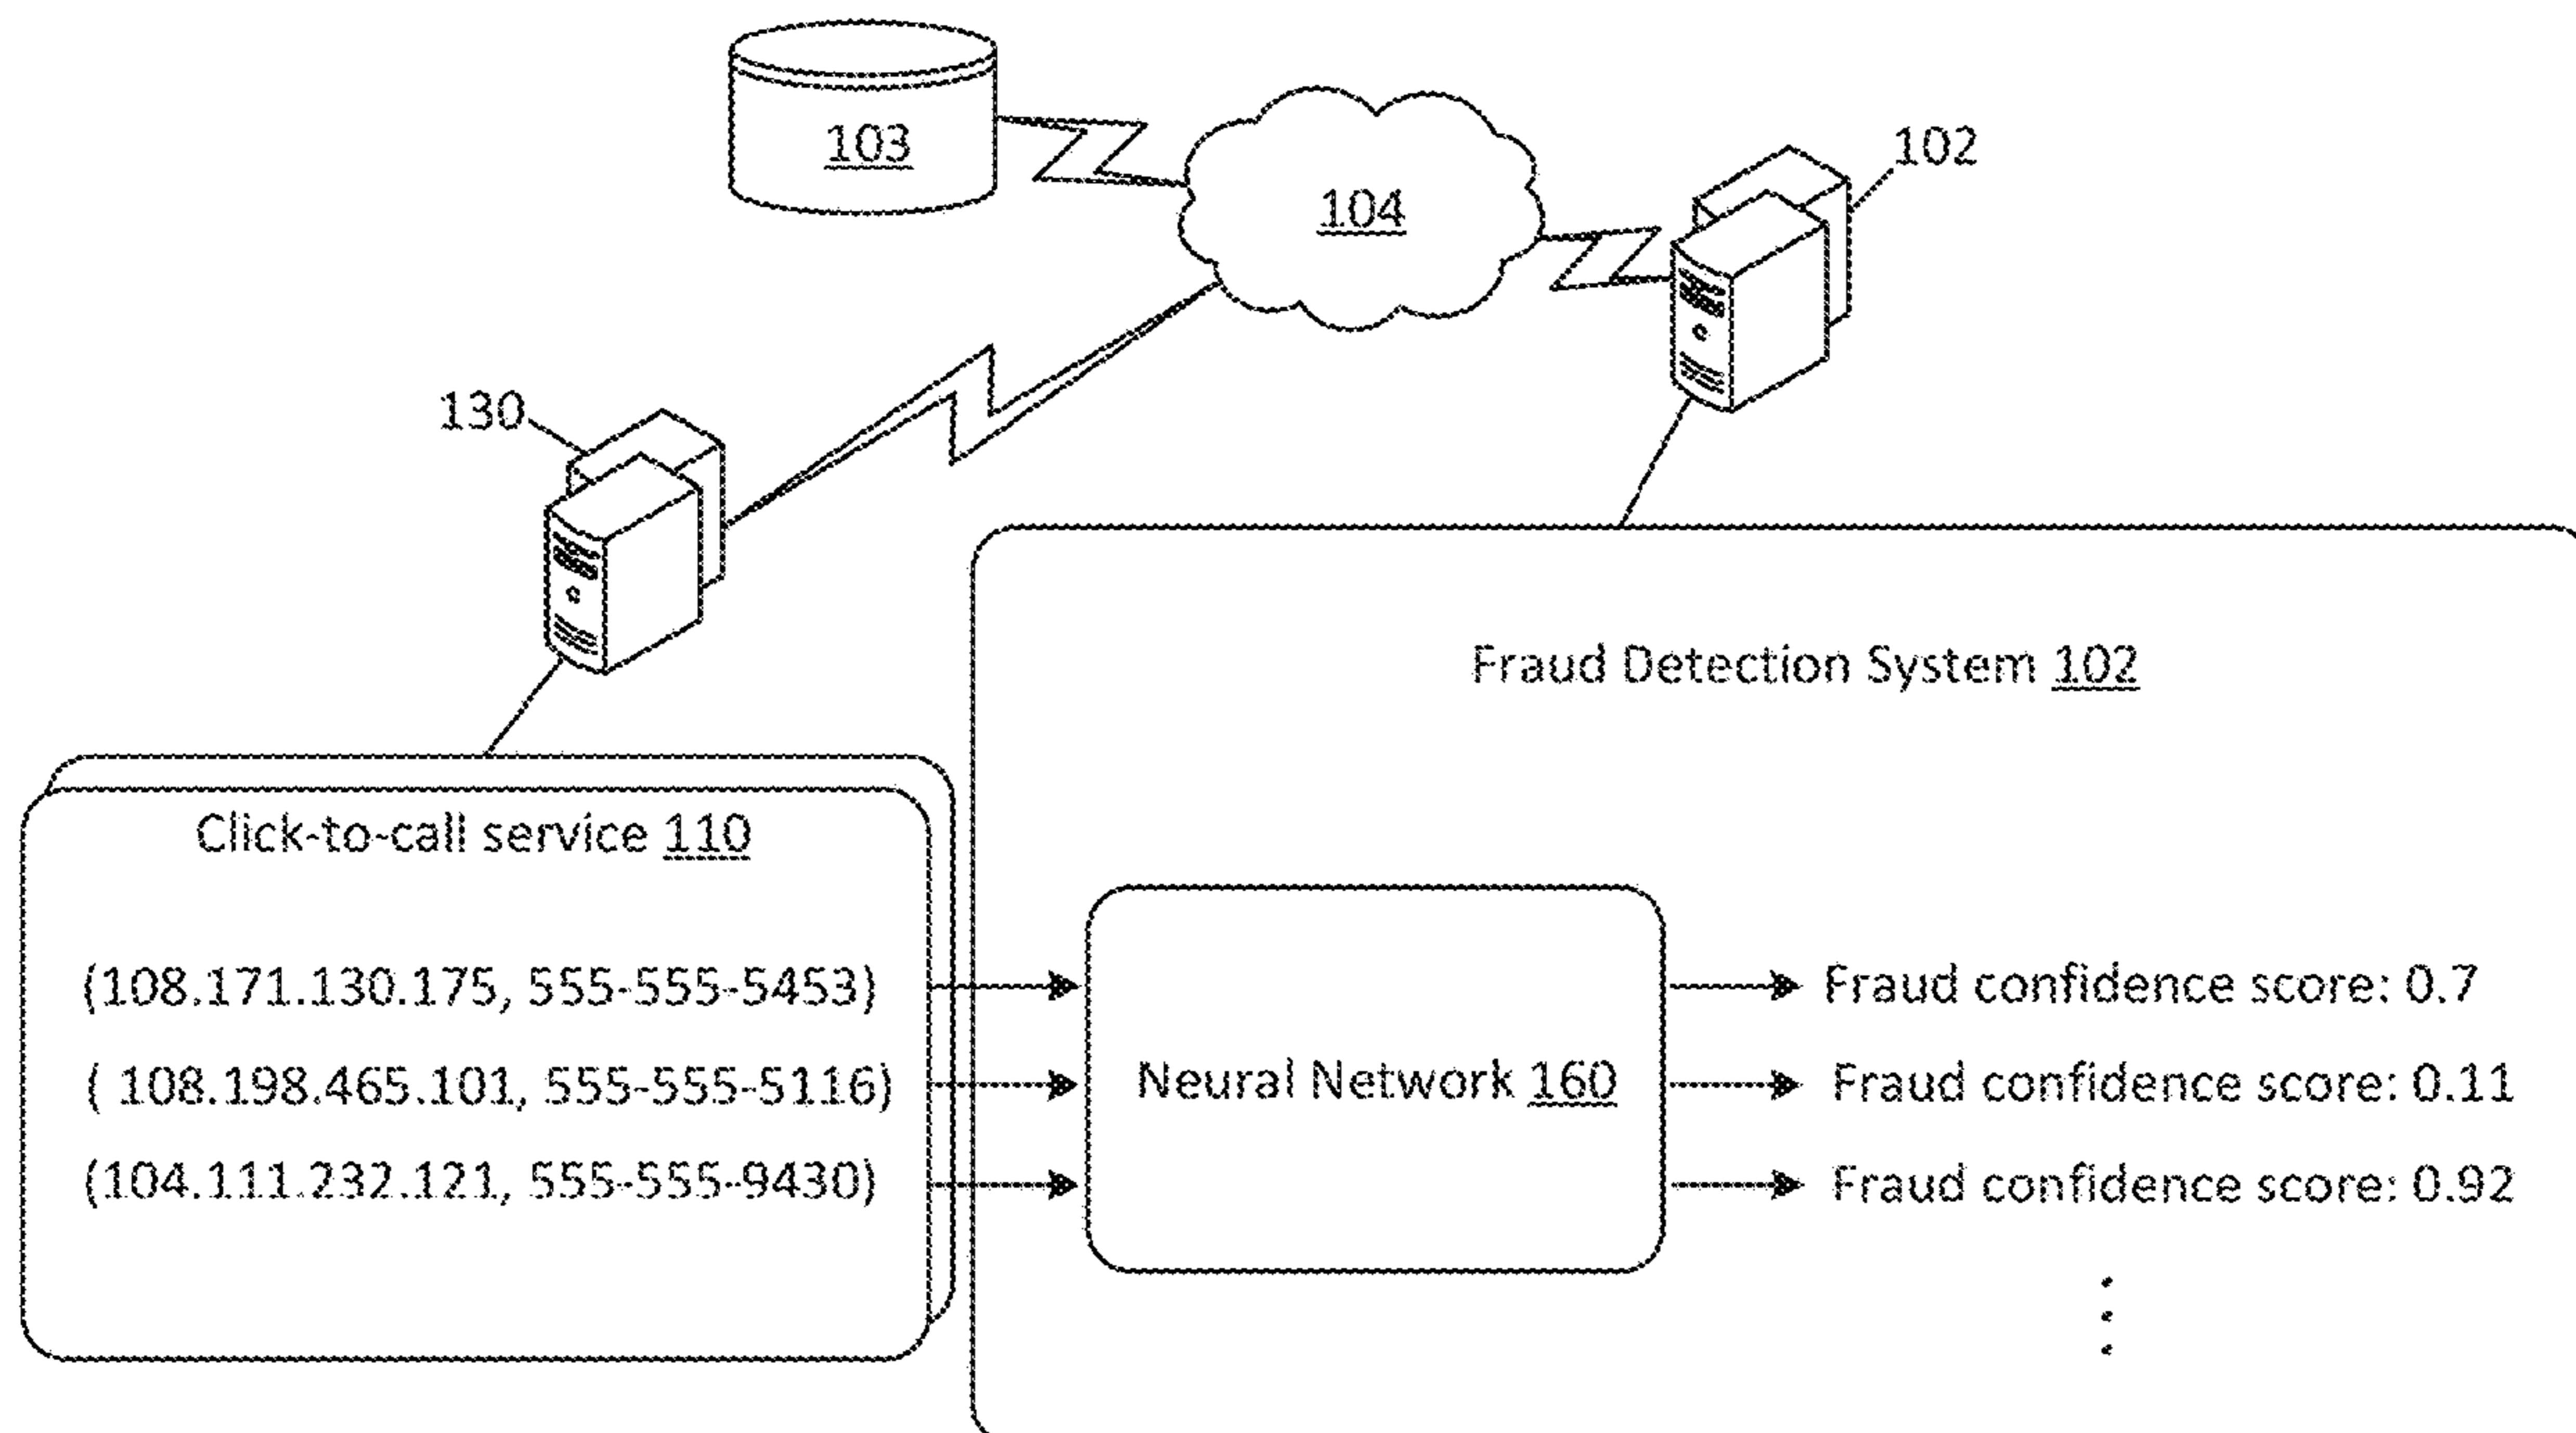 103
104
102
130
Fraud Detection System 102
Click-to-call service 110
(108.171.130.175, 555-555-5453)
( 108.198.465.101, 555-555-5116)
(104.111.232.121, 555-555-9430)
Neural Network 160
Fraud confidence score: 0.7
Fraud confidence score: 0.11
Fraud confidence score: 0.92